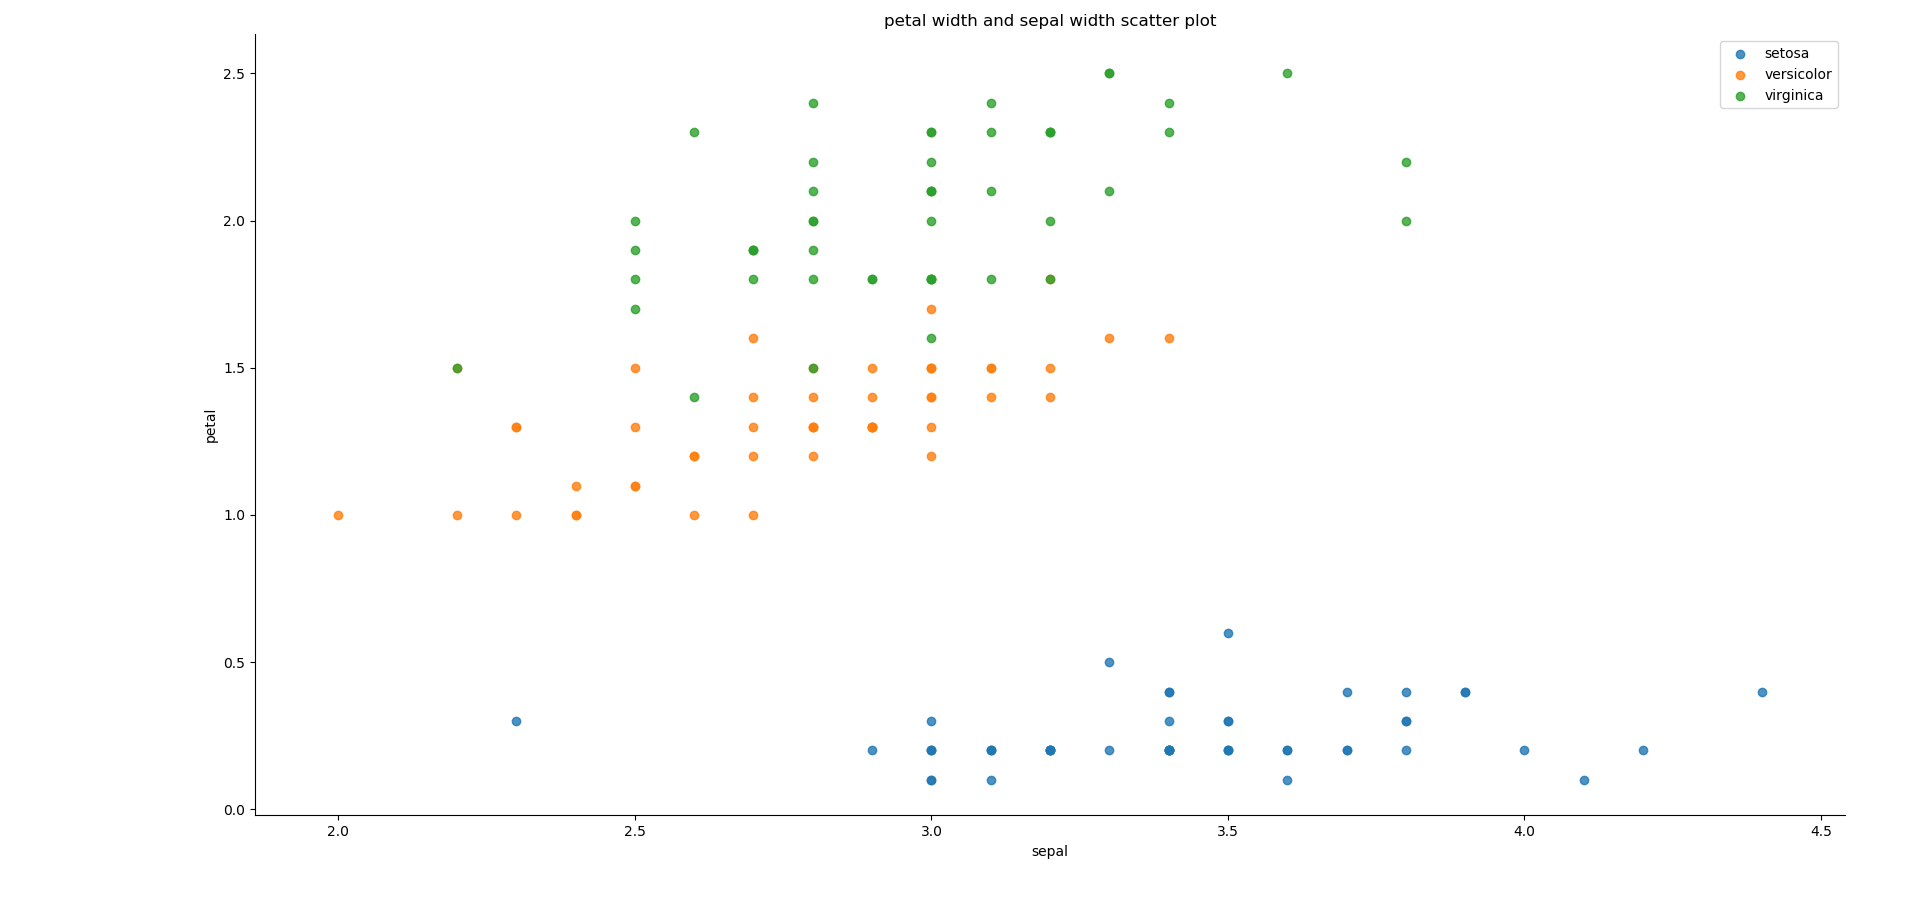 petal width and sepal width scatter plot
setosa
versicolor
virginica
2.5
2.0
1.5
1.0
0.5
0.0
petal
2.0 2.5 3.0 3.5 4.0 4.5
sepal